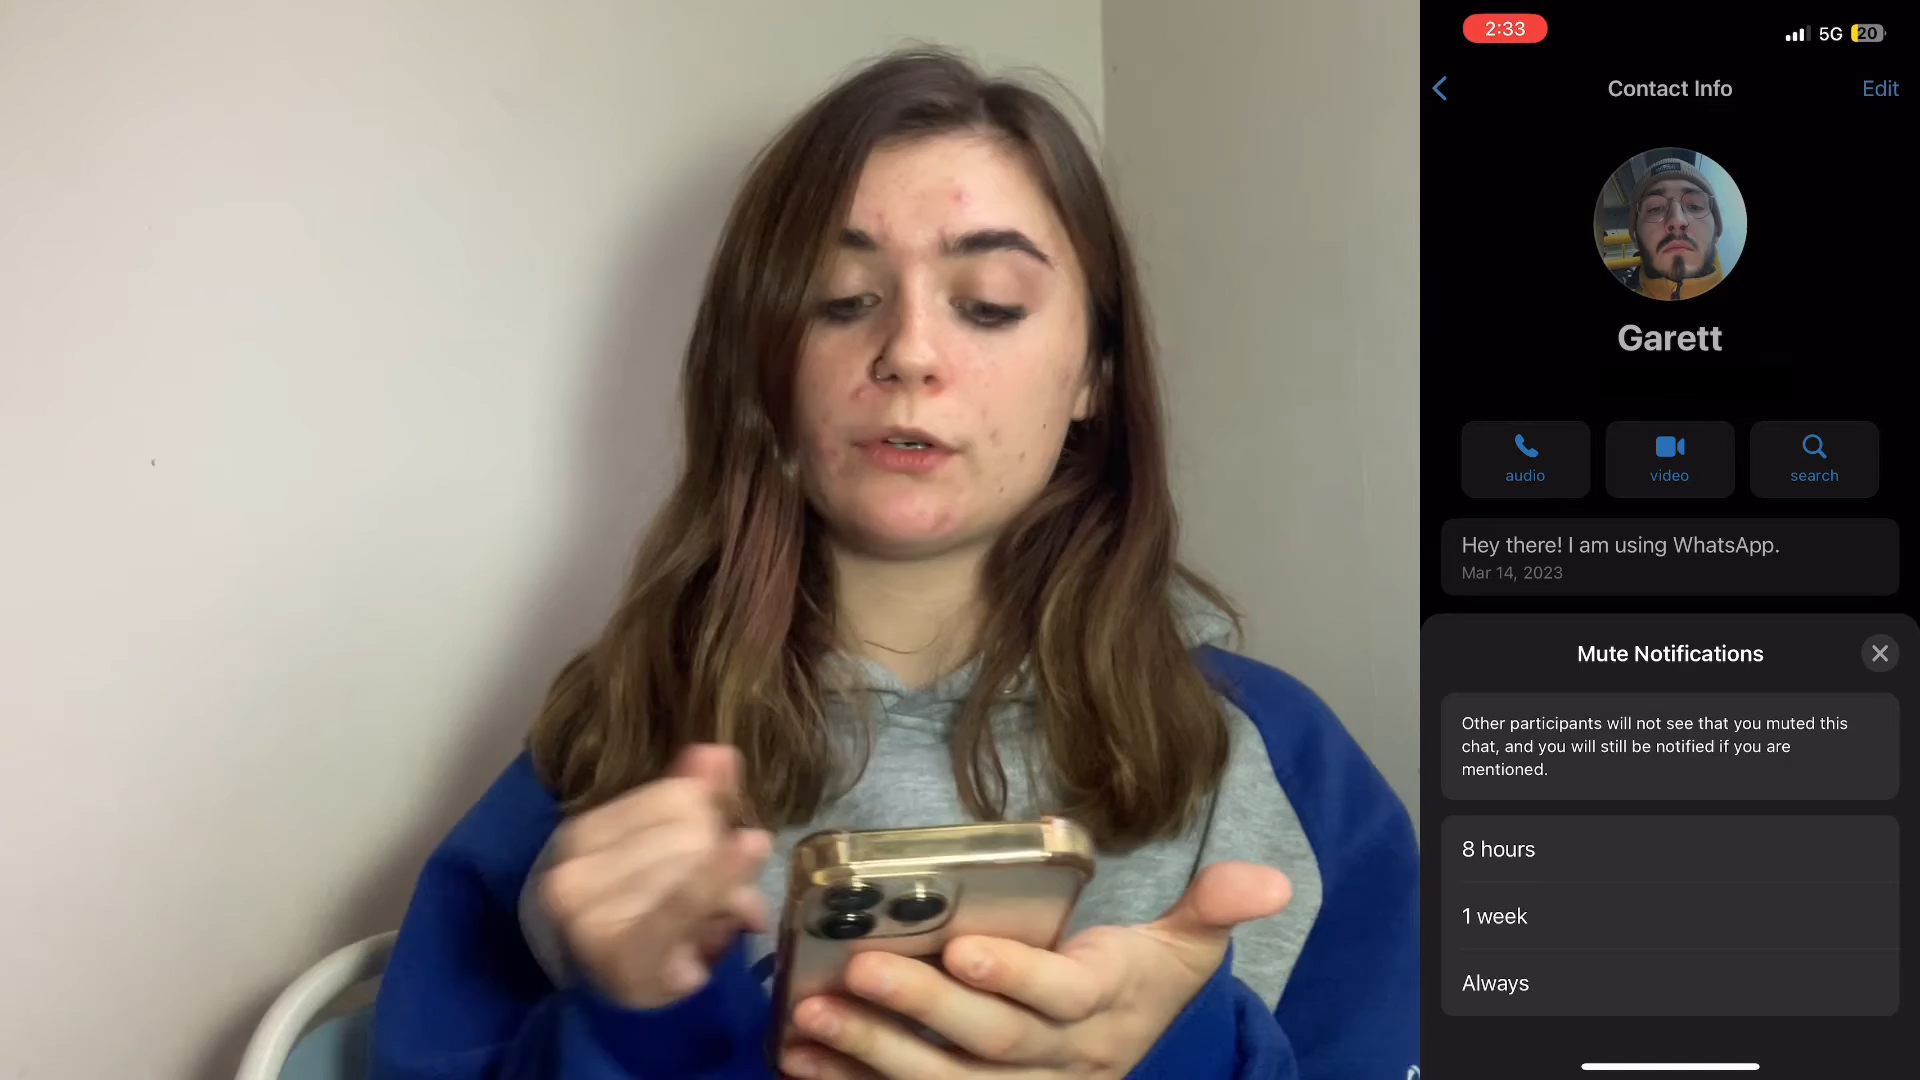 2:33
5G
20
Contact Info
Edit
Garett
audio
video
search
Hey there! I am using WhatsApp.
Mar 14, 2023
Mute Notifications
Other participants will not see that you muted this
chat, and you will still be notified if you are
mentioned.
8 hours
1 week
Always